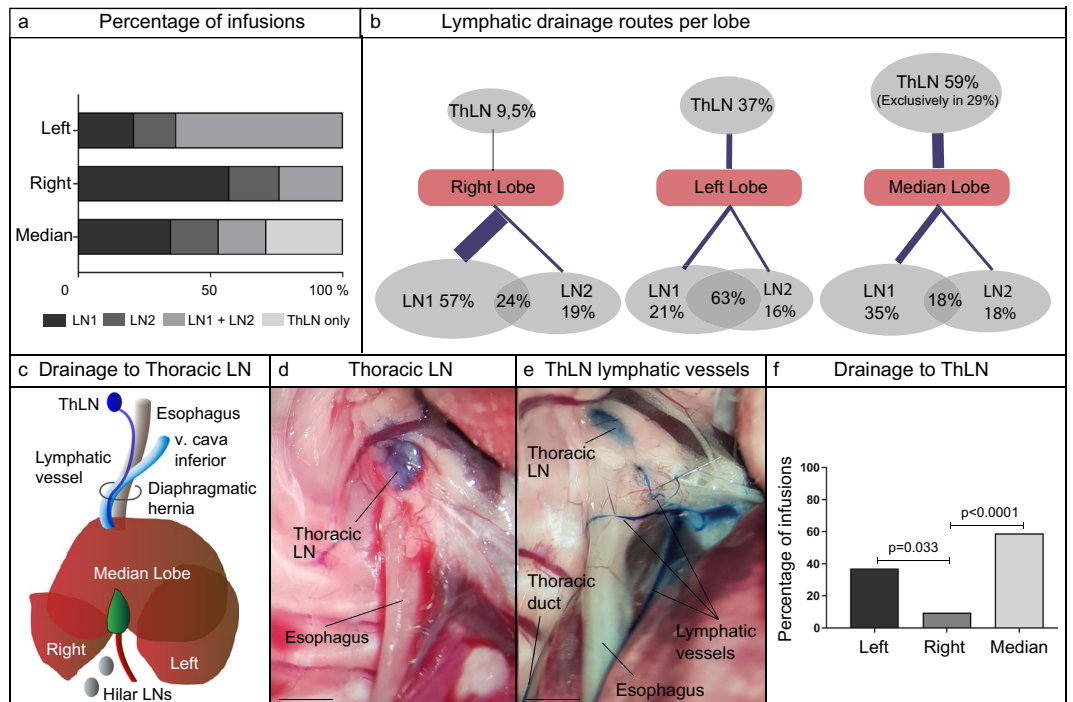 a Percentage of infusions
Left
Right
Median
0 50 100 %
LN1 LN2 LN1 + LN2 ThLN only
b Lymphatic drainage routes per lobe
ThLN 9,5%
Right Lobe
LN1 57% 24% LN2
19%
ThLN 37%
Left Lobe
LN1
21%
63%
LN2
16%
ThLN 59%
(Exclusively in 29%)
Median Lobe
LN1
35%
18%
LN2
18%
c Drainage to Thoracic LN
ThLN
Esophagus
v. cava
inferior
Lymphatic
vessel
Diaphragmatic
hernia
Median Lobe
Right
Left
Hilar LNs
d Thoracic LN
Thoracic
LN
Esophagus
e ThLN lymphatic vessels
Thoracic
LN
Thoracic
duct
Lymphatic
vessels
Esophagus
f Drainage to ThLN
Percentage of infusions
100
80
60
40
20
0
p=0.033
p<0.0001
Left Right Median